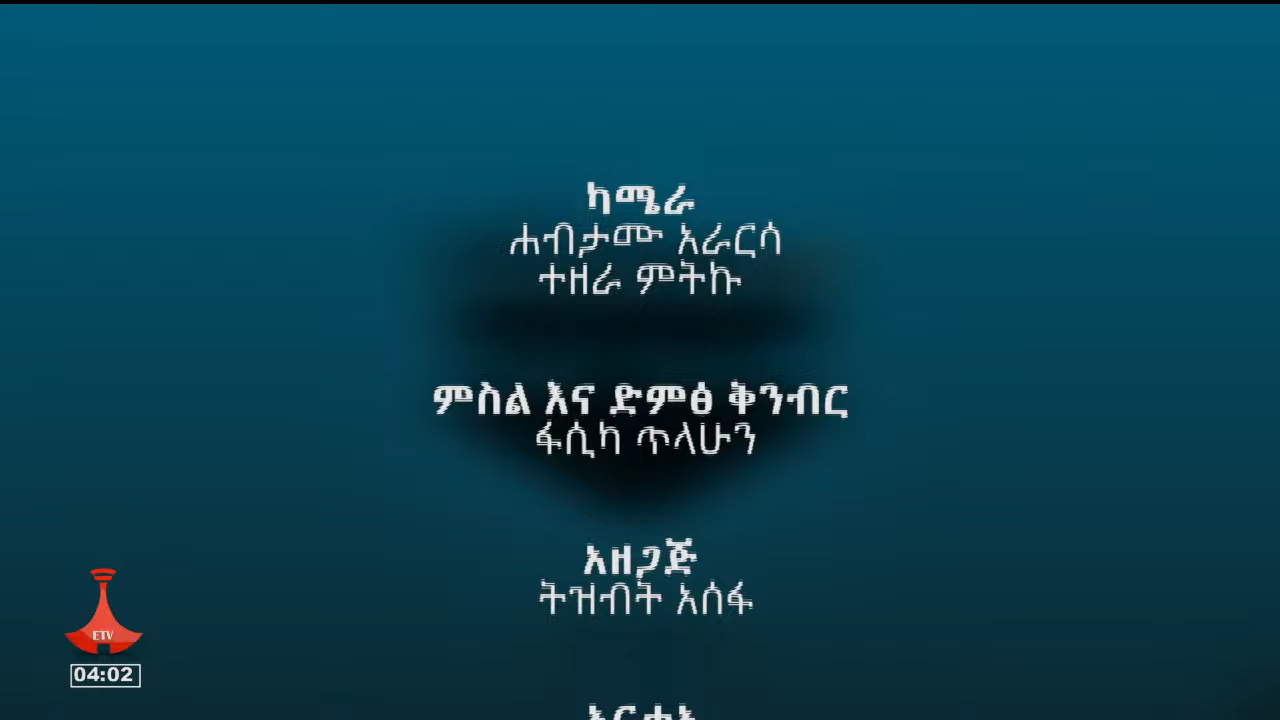 ካሜራ
ሐብታሙ አራርሳ
ተዘራ ምትኩ
ምስል እና ድምፅ ቅንብር
ፋሲካ ጥላሁን
አዘጋጅ
ትዝብት አሰፋ
ETV
04:02